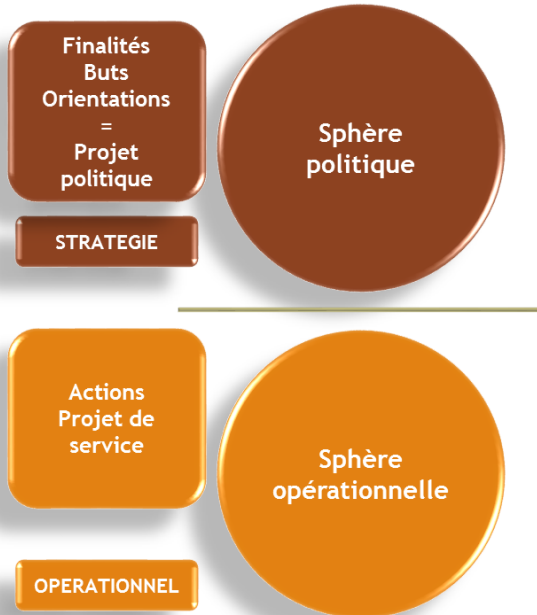 Finalités
Buts
Orientations
=
Projet
politique
Sphère
politique
STRATEGIE
Actions
Projet de
service
Sphère
opérationnelle
OPERATIONNEL